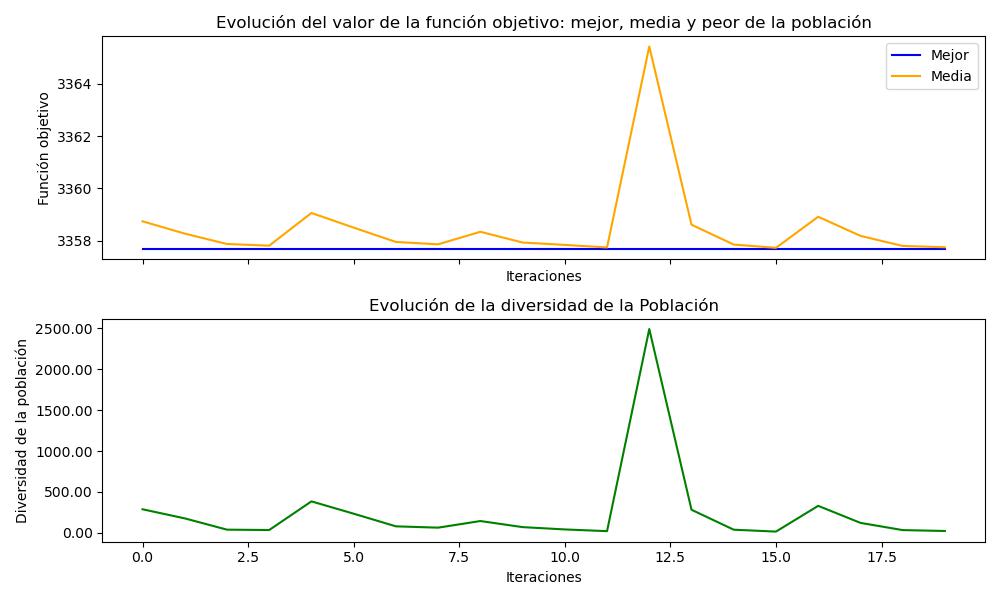 Evolución del valor de la función objetivo: mejor, media y peor de la población
Función objetivo
3364
3362
3360
3358
Mejor
Media
Iteraciones
Evolución de la diversidad de la Población
Diversidad de la población
2500.00
2000.00
1500.00
1000.00
500.00
0.00
0.0 2.5 5.0 7.5 10.0 12.5 15.0 17.5
Iteraciones